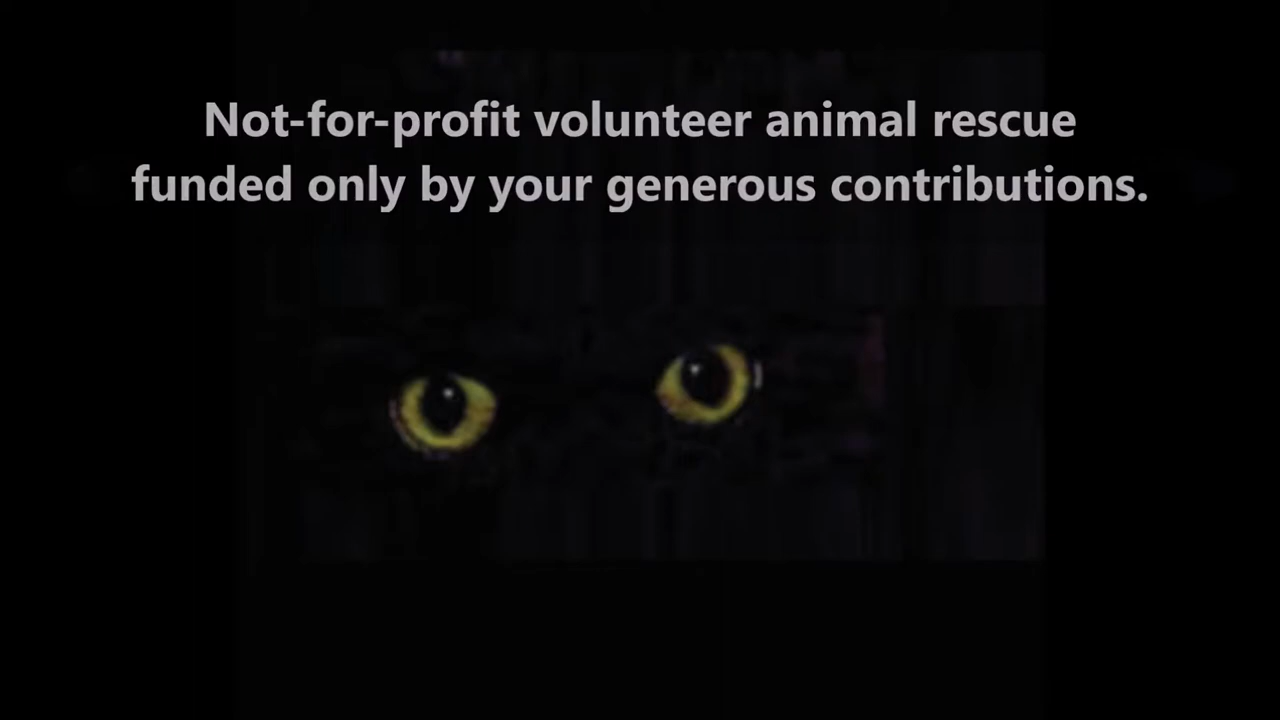 Not-for-profit volunteer animal rescue
funded only by your generous contributions.